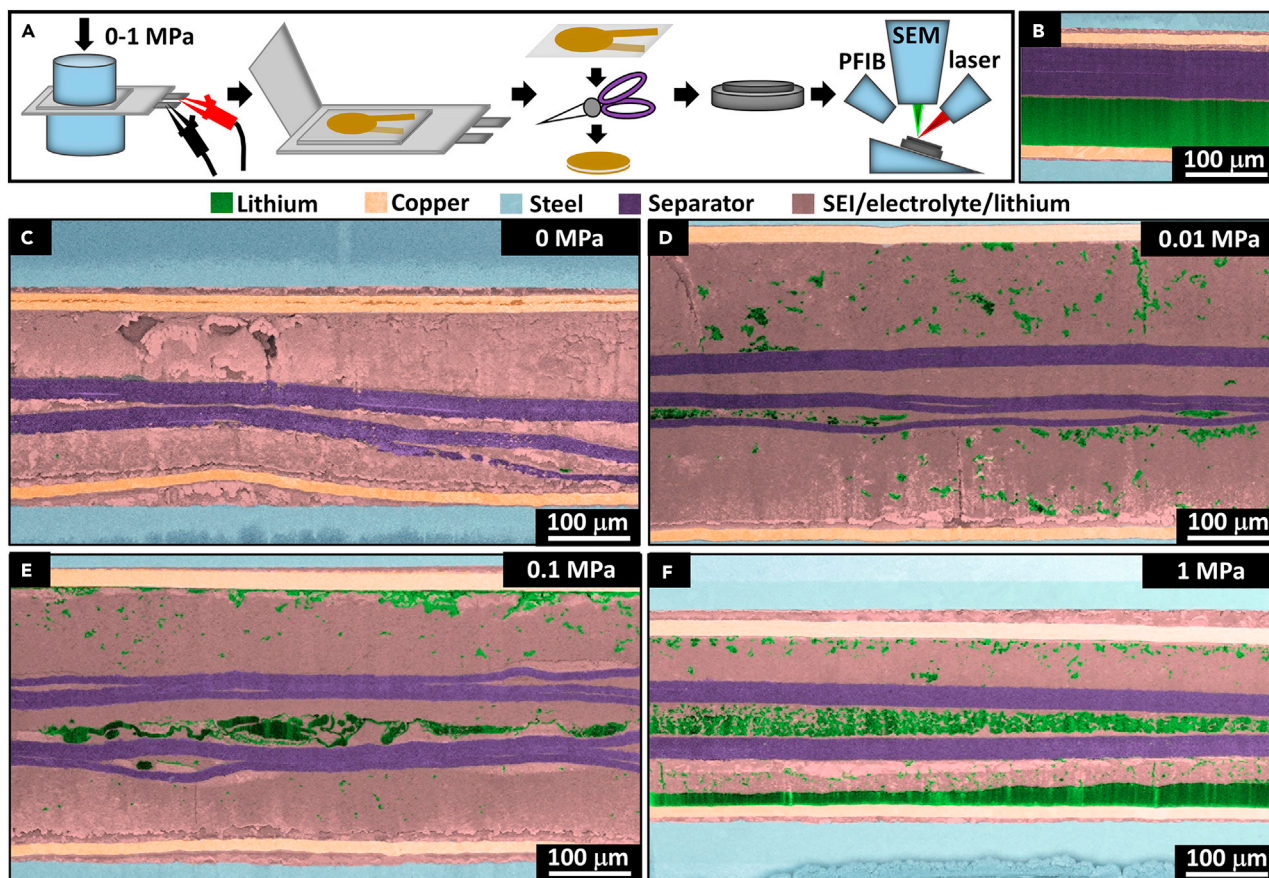 A
0-1 MPa
SEM
PFIB
laser
B
100 μm
Lithium
Copper
Steel
Separator
SEI/electrolyte/lithium
C
0 MPa
100 μm
D
0.01 MPa
100 μm
E
0.1 MPa
100 μm
F
1 MPa
100 μm